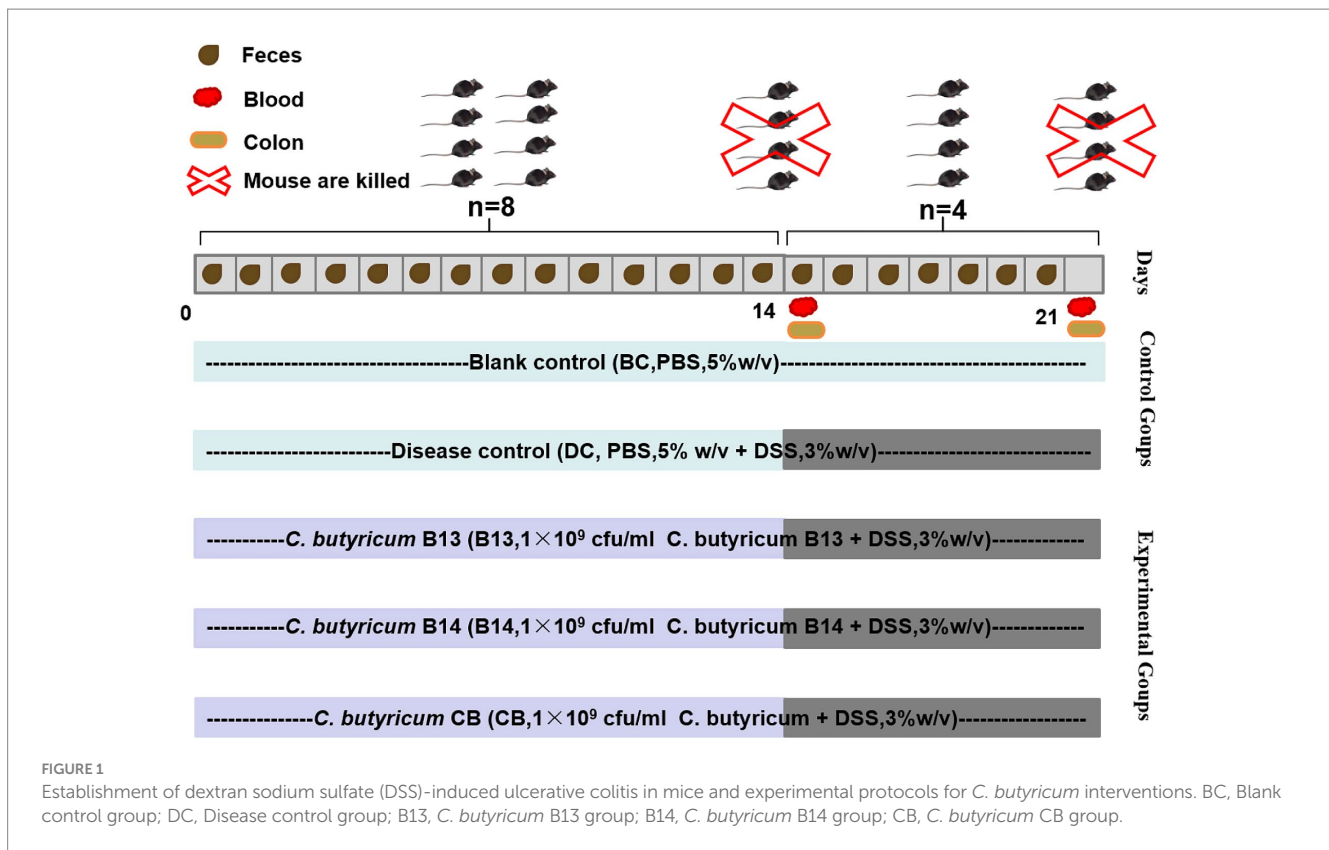 Feces
Blood
Colon
Mouse are killed
n=8
n=4
0
14
21
Days
Blank control (BC,PBS,5%w/v)
Disease control (DC, PBS,5% w/v + DSS,3%w/v)
Control Goups
C. butyricum B13 (B13,1×10⁹ cfu/ml C. butyricum B13 + DSS,3%w/v)
C. butyricum B14 (B14,1×10⁹ cfu/ml C. butyricum B14 + DSS,3%w/v)
C. butyricum CB (CB,1×10⁹ cfu/ml C. butyricum + DSS,3%w/v)
Experimental Goups
FIGURE 1
Establishment of dextran sodium sulfate (DSS)-induced ulcerative colitis in mice and experimental protocols for C. butyricum interventions. BC, Blank
control group; DC, Disease control group; B13, C. butyricum B13 group; B14, C. butyricum B14 group; CB, C. butyricum CB group.